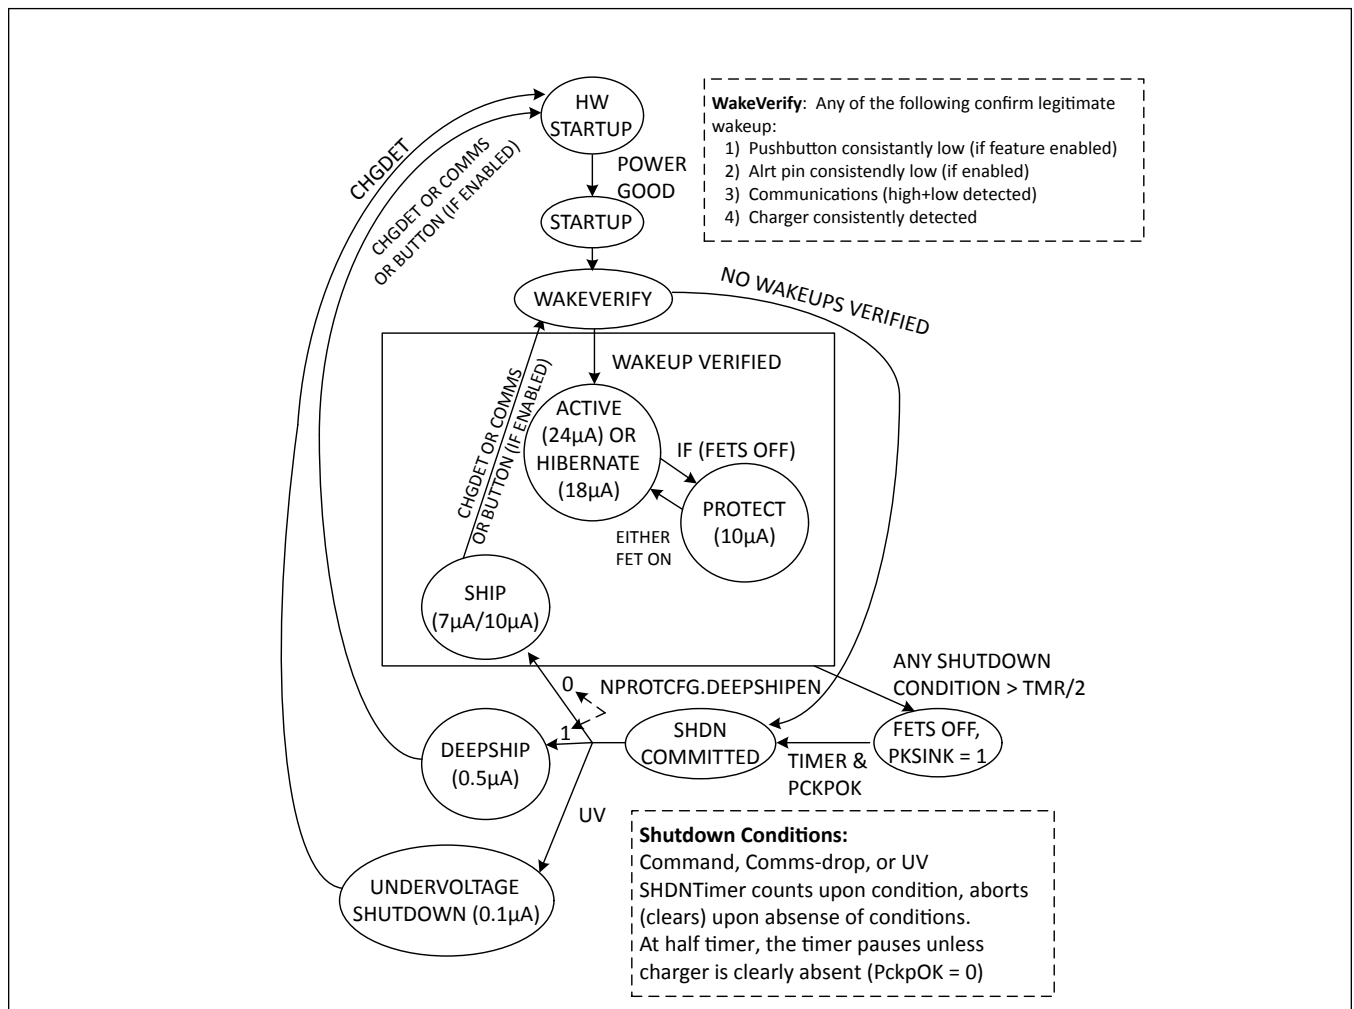 HW
STARTUP
POWER
GOOD
STARTUP
WAKEVERIFY
WakeVerify:  Any of the following confirm legitimate
wakeup:
1) Pushbutton consistantly low (if feature enabled)
2) Alrt pin consistendly low (if enabled)
3) Communications (high+low detected)
4) Charger consistently detected
CHGDET
CHGDET OR COMMS
OR BUTTON (IF ENABLED)
NO WAKEUPS VERIFIED
WAKEUP VERIFIED
CHGDET OR COMMS
OR BUTTON (IF ENABLED)
ACTIVE
(24µA) OR
HIBERNATE
(18µA)
IF (FETS OFF)
PROTECT
(10µA)
EITHER
FET ON
SHIP
(7µA/10µA)
ANY SHUTDOWN
CONDITION > TMR/2
0
NPROTCFG.DEEPSHIPEN
1
DEEPSHIP
(0.5µA)
SHDN
COMMITTED
FETS OFF,
PKSINK = 1
TIMER &
PCKPOK
UV
UNDERVOLTAGE
SHUTDOWN (0.1µA)
Shutdown Conditions:
Command, Comms-drop, or UV
SHDNTimer counts upon condition, aborts
(clears) upon absense of conditions.
At half timer, the timer pauses unless
charger is clearly absent (PckpOK = 0)